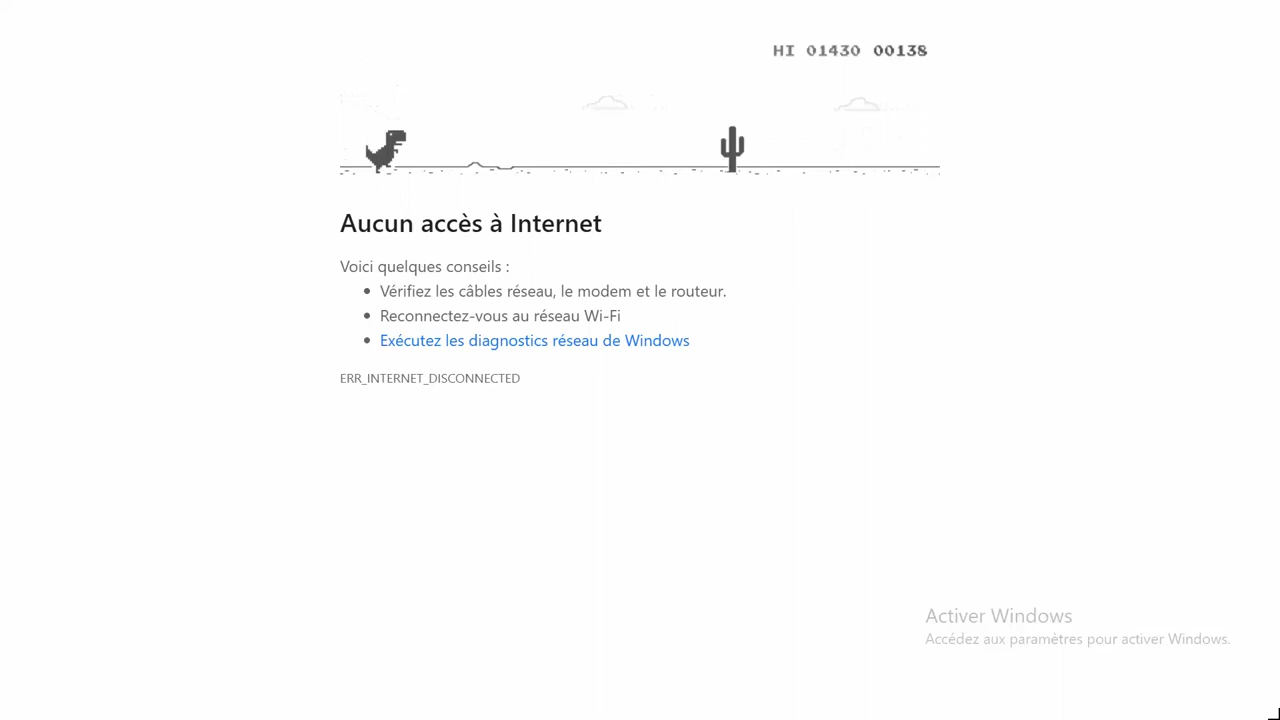 HI 01430 00138
Aucun accès à Internet
Voici quelques conseils :
Vérifiez les câbles réseau, le modem et le routeur.
Reconnectez-vous au réseau Wi-Fi
Exécutez les diagnostics réseau de Windows
ERR_INTERNET_DISCONNECTED
Activer Windows
Accédez aux paramètres pour activer Windows.